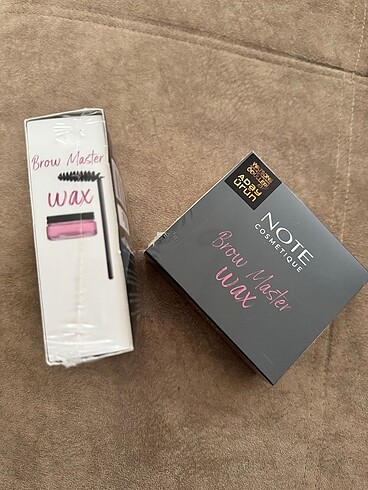 Brow Master
wax
ADAY
ÜRÜN
NOTE
COSMETIQUE
Brow Master
wax